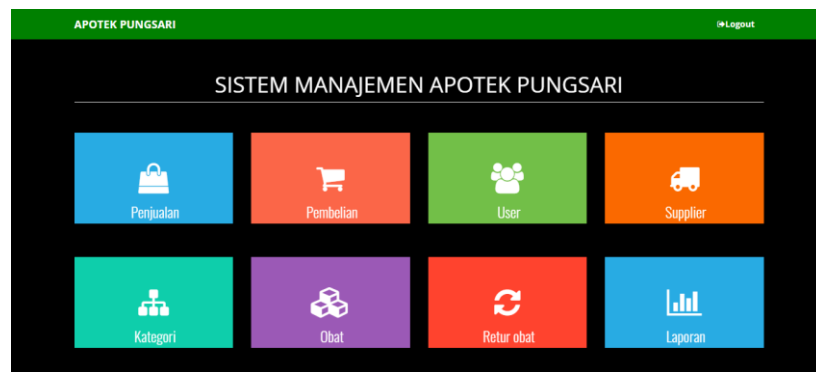 APOTEK PUNGSARI
Logout
SISTEM MANAJEMEN APOTEK PUNGSARI
Penjualan
Pembelian
User
Supplier
Kategori
Obat
Retur obat
Laporan